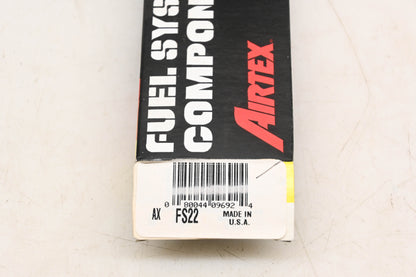 FUEL SYS
COMPON
AIRTEX
0 80044 09692 4
AX FS22 MADE IN
U.S.A.